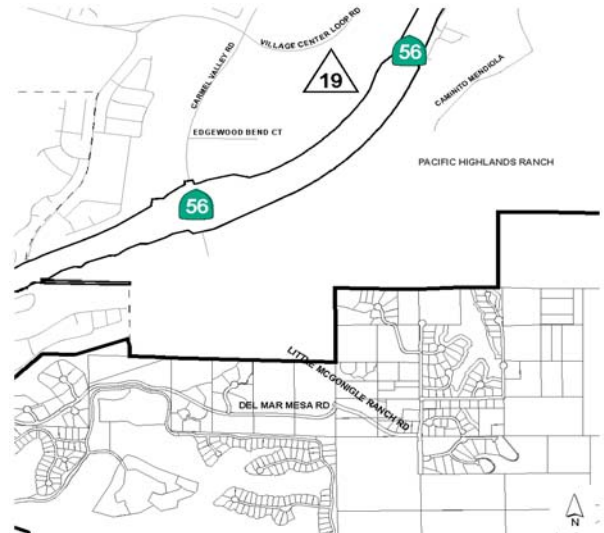 VILLAGE CENTER LOOP RD
CARMEL VALLEY RD
56
19
CAMINITO MENDIOLA
EDGEWOOD BEND CT
PACIFIC HIGHLANDS RANCH
56
LITTLE MCGONIGLE RANCH RD
DEL MAR MESA RD
N